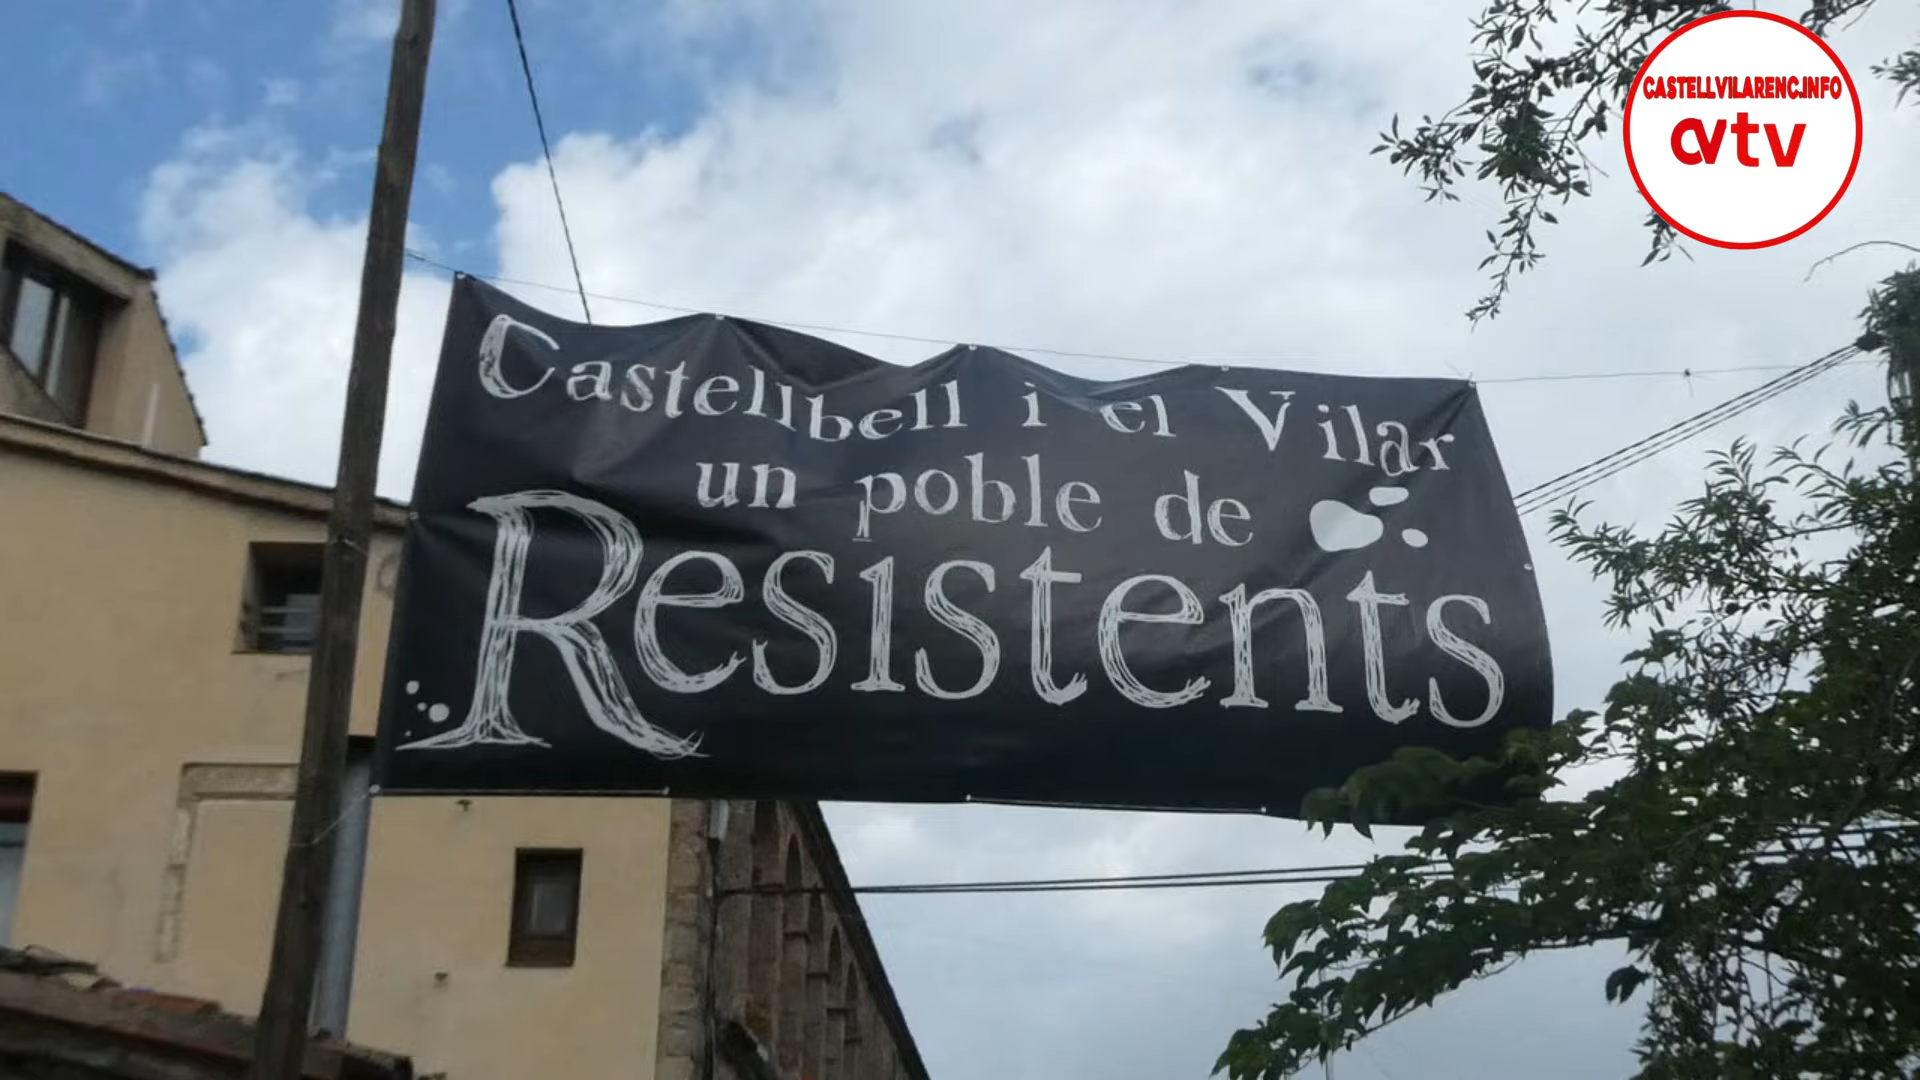 CASTELLVILARENC.INFO
cvtv
Castellbell i el Vilar
un poble de
Resistents